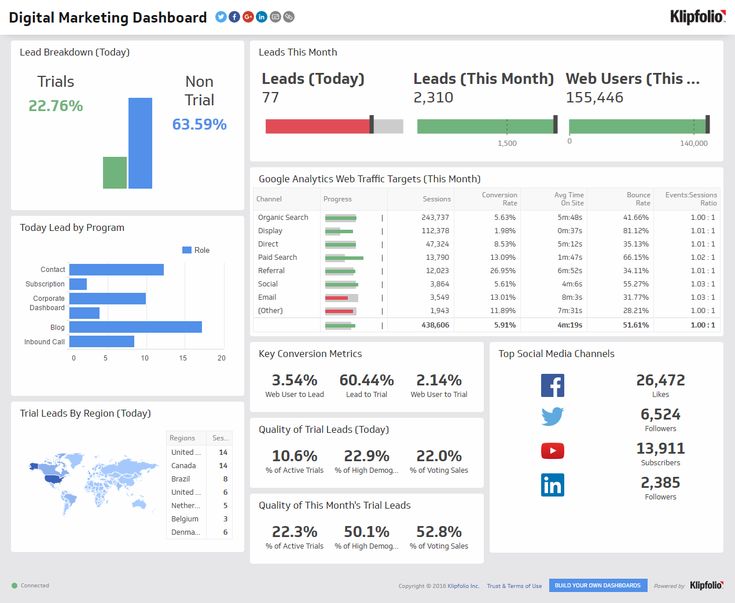 Digital Marketing Dashboard
Klipfolio
Lead Breakdown (Today)
Trials
22.76%
Non
Trial
63.59%
Leads This Month
Leads (Today)
77
Leads (This Month)
2,310
1,500
Web Users (This ...
155,446
0
140,000
Google Analytics Web Traffic Targets (This Month)
Channel Progress Sessions Conversion Rate Avg Time On Site Bounce Rate Events:Sessions Ratio
Organic Search 243,737 5.63% 5m:48s 41.66% 1.00 : 1
Display 112,378 1.98% 0m:37s 81.12% 1.01 : 1
Direct 47,324 8.53% 5m:12s 35.13% 1.01 : 1
Paid Search 13,790 13.09% 1m:47s 66.15% 1.02 : 1
Referral 12,023 26.95% 6m:52s 34.11% 1.01 : 1
Social 3,864 5.61% 4m:6s 55.27% 1.03 : 1
Email 3,549 13.01% 8m:3s 31.77% 1.03 : 1
(Other) 1,943 11.89% 7m:31s 28.21% 1.00 : 1
438,606 5.91% 4m:19s 51.61% 1.00 : 1
Today Lead by Program
Role
Contact
Subscription
Corporate
Dashboard
Blog
Inbound Call
0 5 10 15 20
Key Conversion Metrics
3.54% 60.44% 2.14%
Web User to Lead Lead to Trial Web User to Trial
Quality of Trial Leads (Today)
10.6% 22.9% 22.0%
% of Active Trials % of High Demog... % of Voting Sales
Quality of This Month's Trial Leads
22.3% 50.1% 52.8%
% of Active Trials % of High Demog... % of Voting Sales
Top Social Media Channels
26,472
Likes
6,524
Followers
13,911
Subscribers
2,385
Followers
Trial Leads By Region (Today)
Regions Ses...
United ... 14
Canada 14
Brazil 8
United ... 6
Nether... 5
Belgium 3
Denma... 6
Connected
Copyright © 2016 Klipfolio Inc. Trust & Terms of Use BUILD YOUR OWN DASHBOARDS Powered by Klipfolio